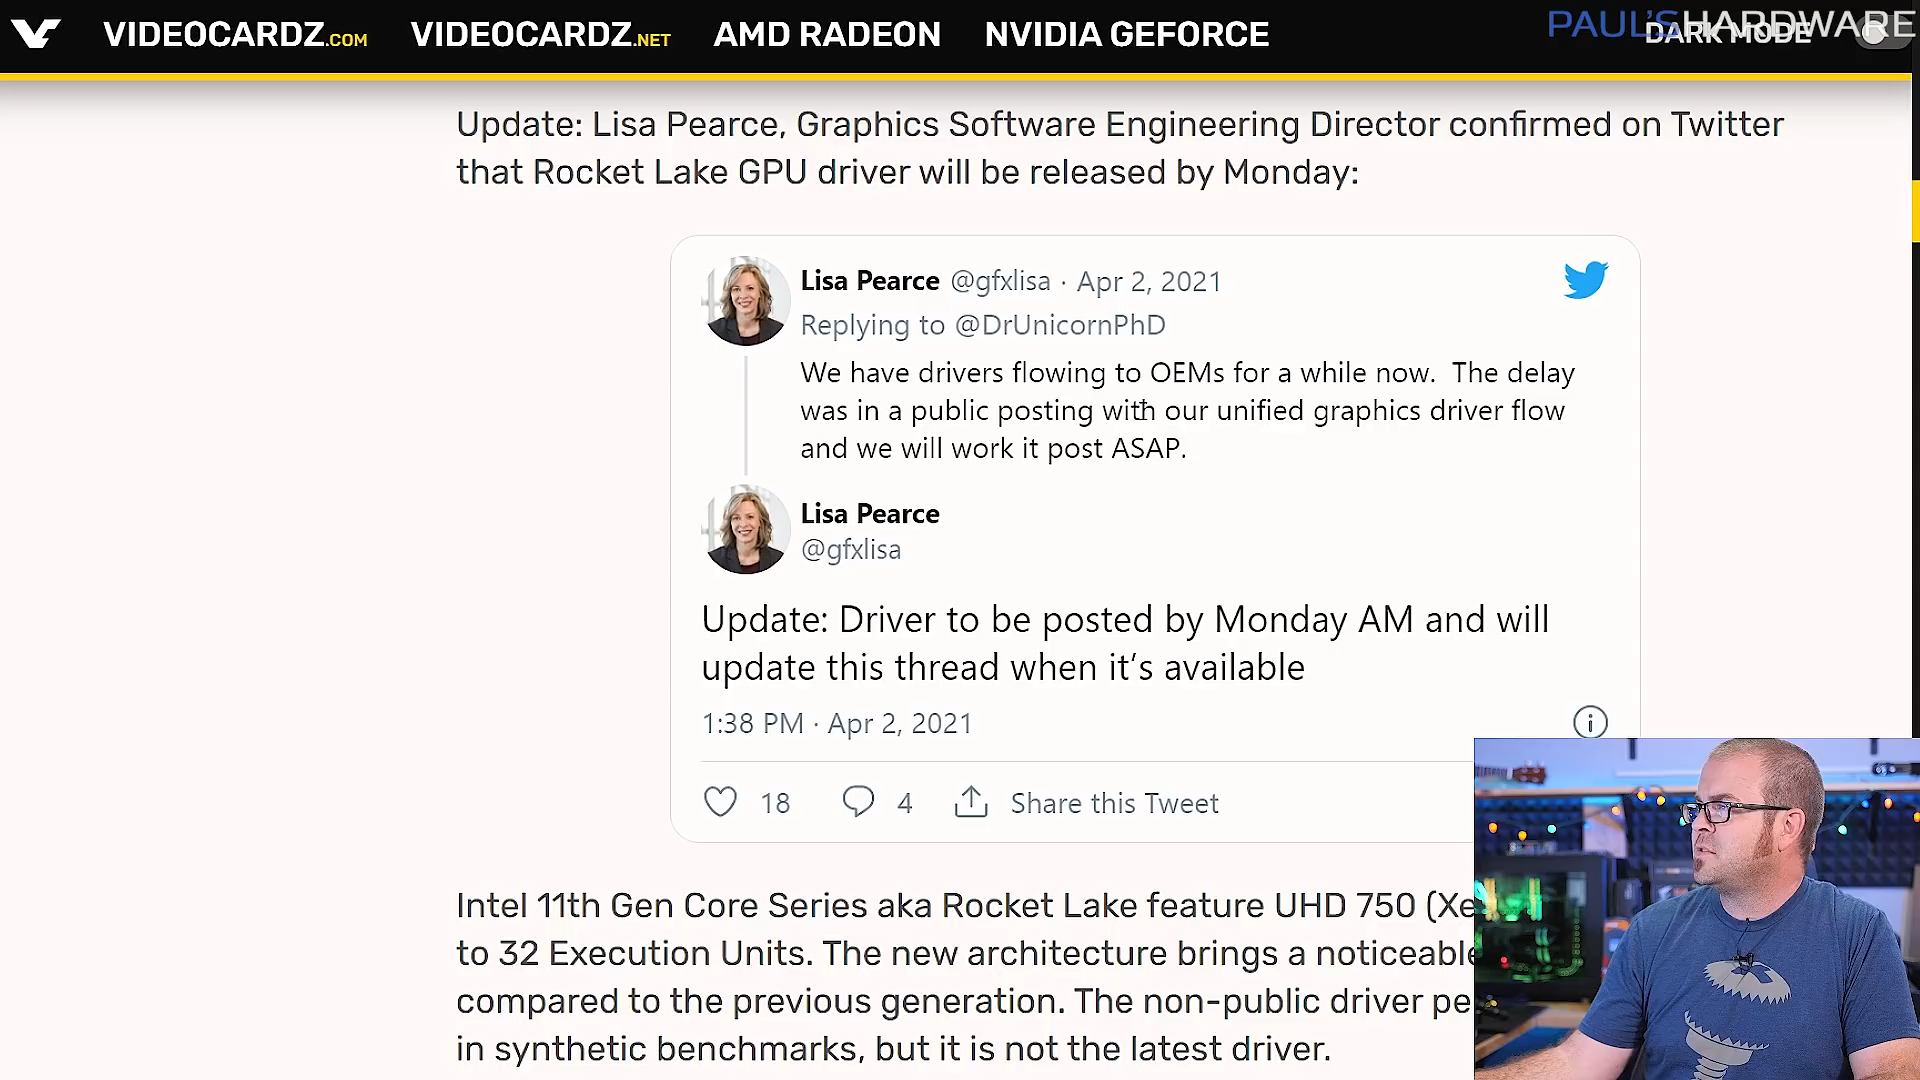 VIDEOCARDZ.COM VIDEOCARDZ.NET AMD RADEON NVIDIA GEFORCE DARK MODE
PAUL'S HARDWARE
Update: Lisa Pearce, Graphics Software Engineering Director confirmed on Twitter
that Rocket Lake GPU driver will be released by Monday:
Lisa Pearce @gfxlisa · Apr 2, 2021
Replying to @DrUnicornPhD
We have drivers flowing to OEMs for a while now. The delay
was in a public posting with our unified graphics driver flow
and we will work it post ASAP.
Lisa Pearce
@gfxlisa
Update: Driver to be posted by Monday AM and will
update this thread when it's available
1:38 PM · Apr 2, 2021
18 4 Share this Tweet
Intel 11th Gen Core Series aka Rocket Lake feature UHD 750 (Xe
to 32 Execution Units. The new architecture brings a noticeable
compared to the previous generation. The non-public driver pe
in synthetic benchmarks, but it is not the latest driver.